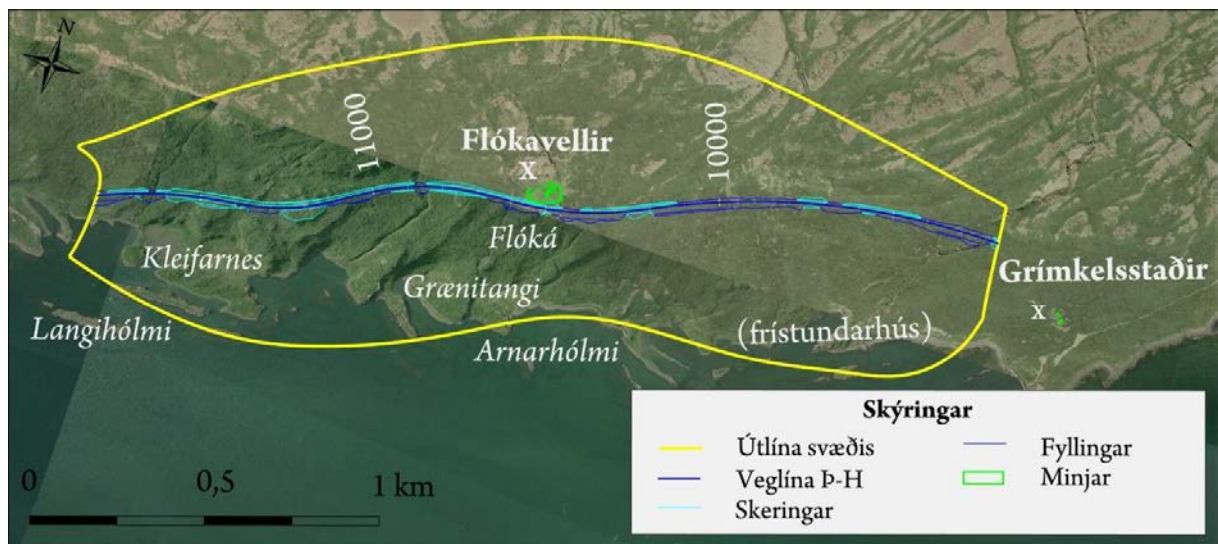 N
11000
Flókavellir
x
10000
Flóká
Kleifarnes
Grænitangi
Grímkelsstaðir
x
Langihólmi
Arnarhólmi
(frístundarhús)
Skýringar
Útlína svæðis
Fyllingar
Veglína Þ-H
Minjar
Skeringar
0
0,5
1 km